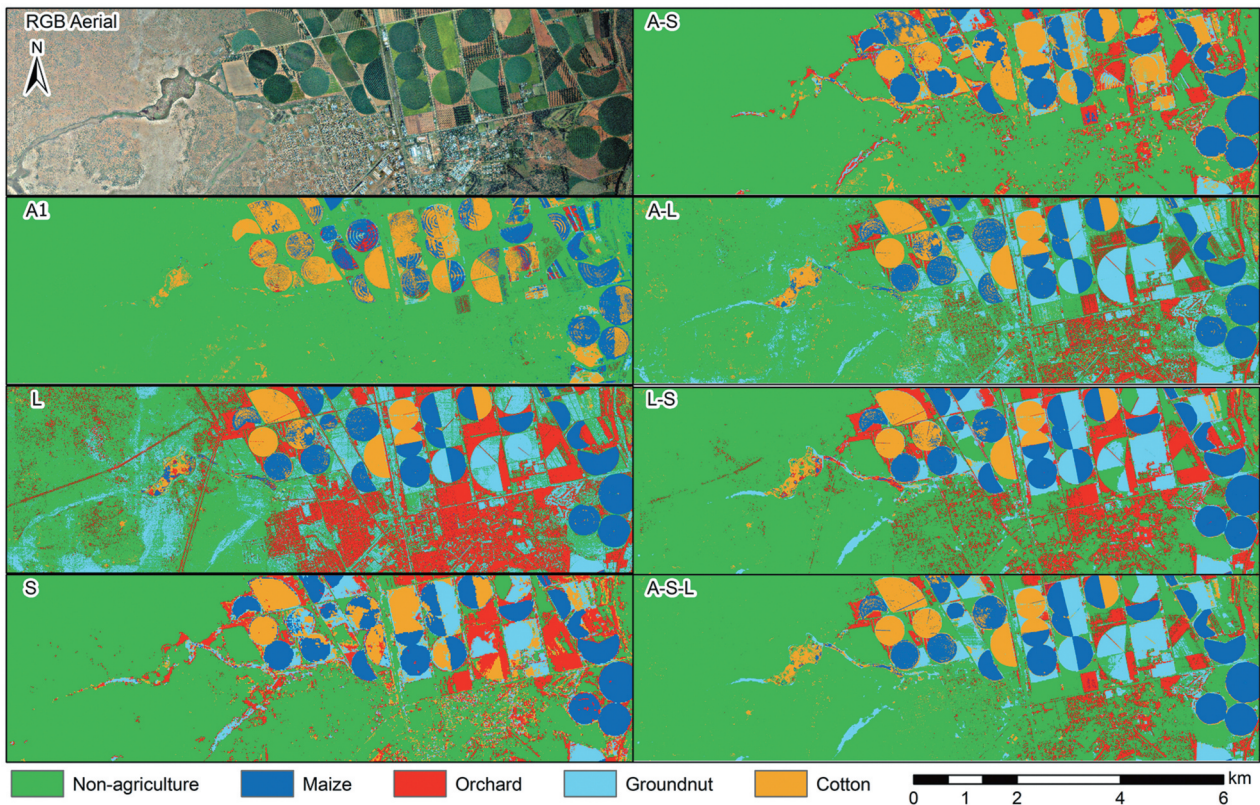 RGB Aerial
N
A-S
A1
A-L
L
L-S
S
A-S-L
Non-agriculture Maize Orchard Groundnut Cotton
km
0 1 2 4 6